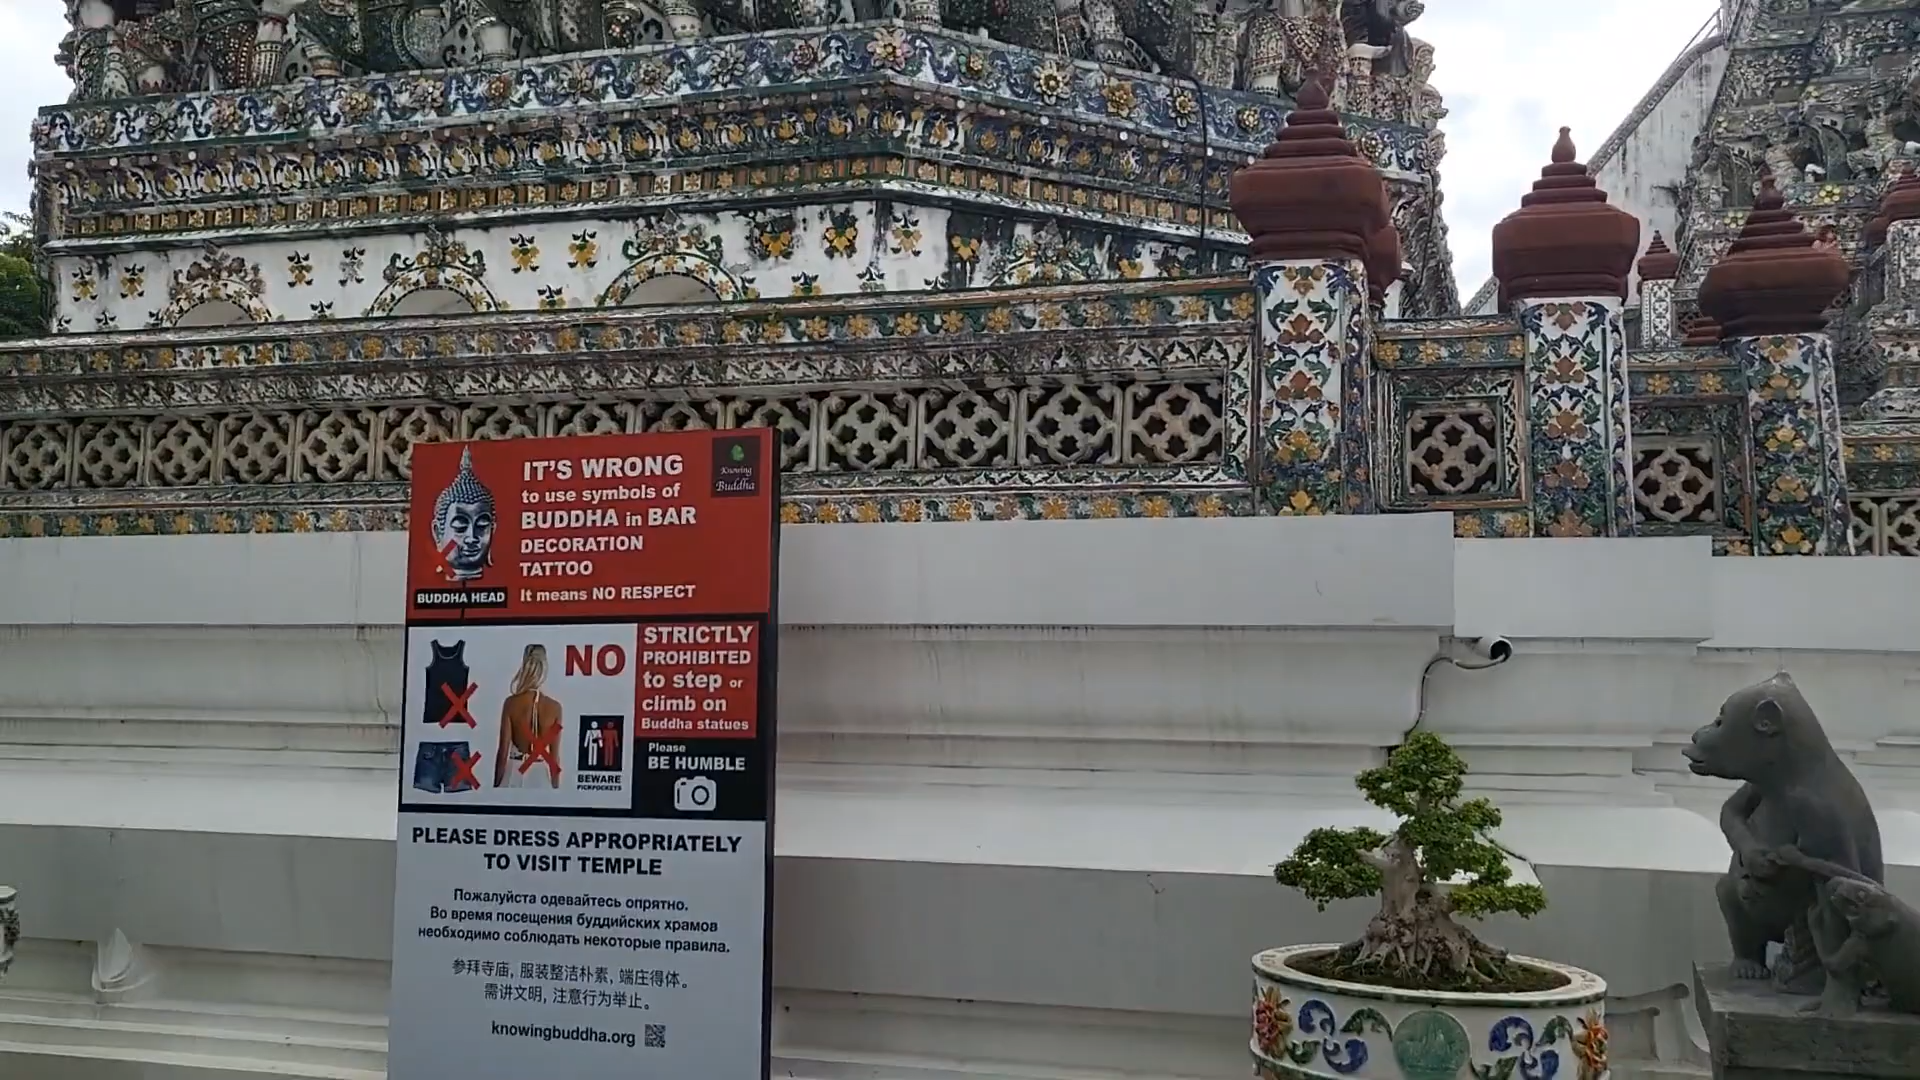 IT'S WRONG
to use symbols of
BUDDHA in BAR
DECORATION
TATTOO
It means NO RESPECT
Knowing
Buddha
BUDDHA HEAD
NO
BEWARE
PICKPOCKETS
STRICTLY
PROHIBITED
to step or
climb on
Buddha statues
Please
BE HUMBLE
PLEASE DRESS APPROPRIATELY
TO VISIT TEMPLE
Пожалуйста одевайтесь опрятно.
Во время посещения буддийских храмов
необходимо соблюдать некоторые правила.
参拜寺庙, 服装整洁朴素, 端庄得体。
需讲文明, 注意行为举止。
knowingbuddha.org